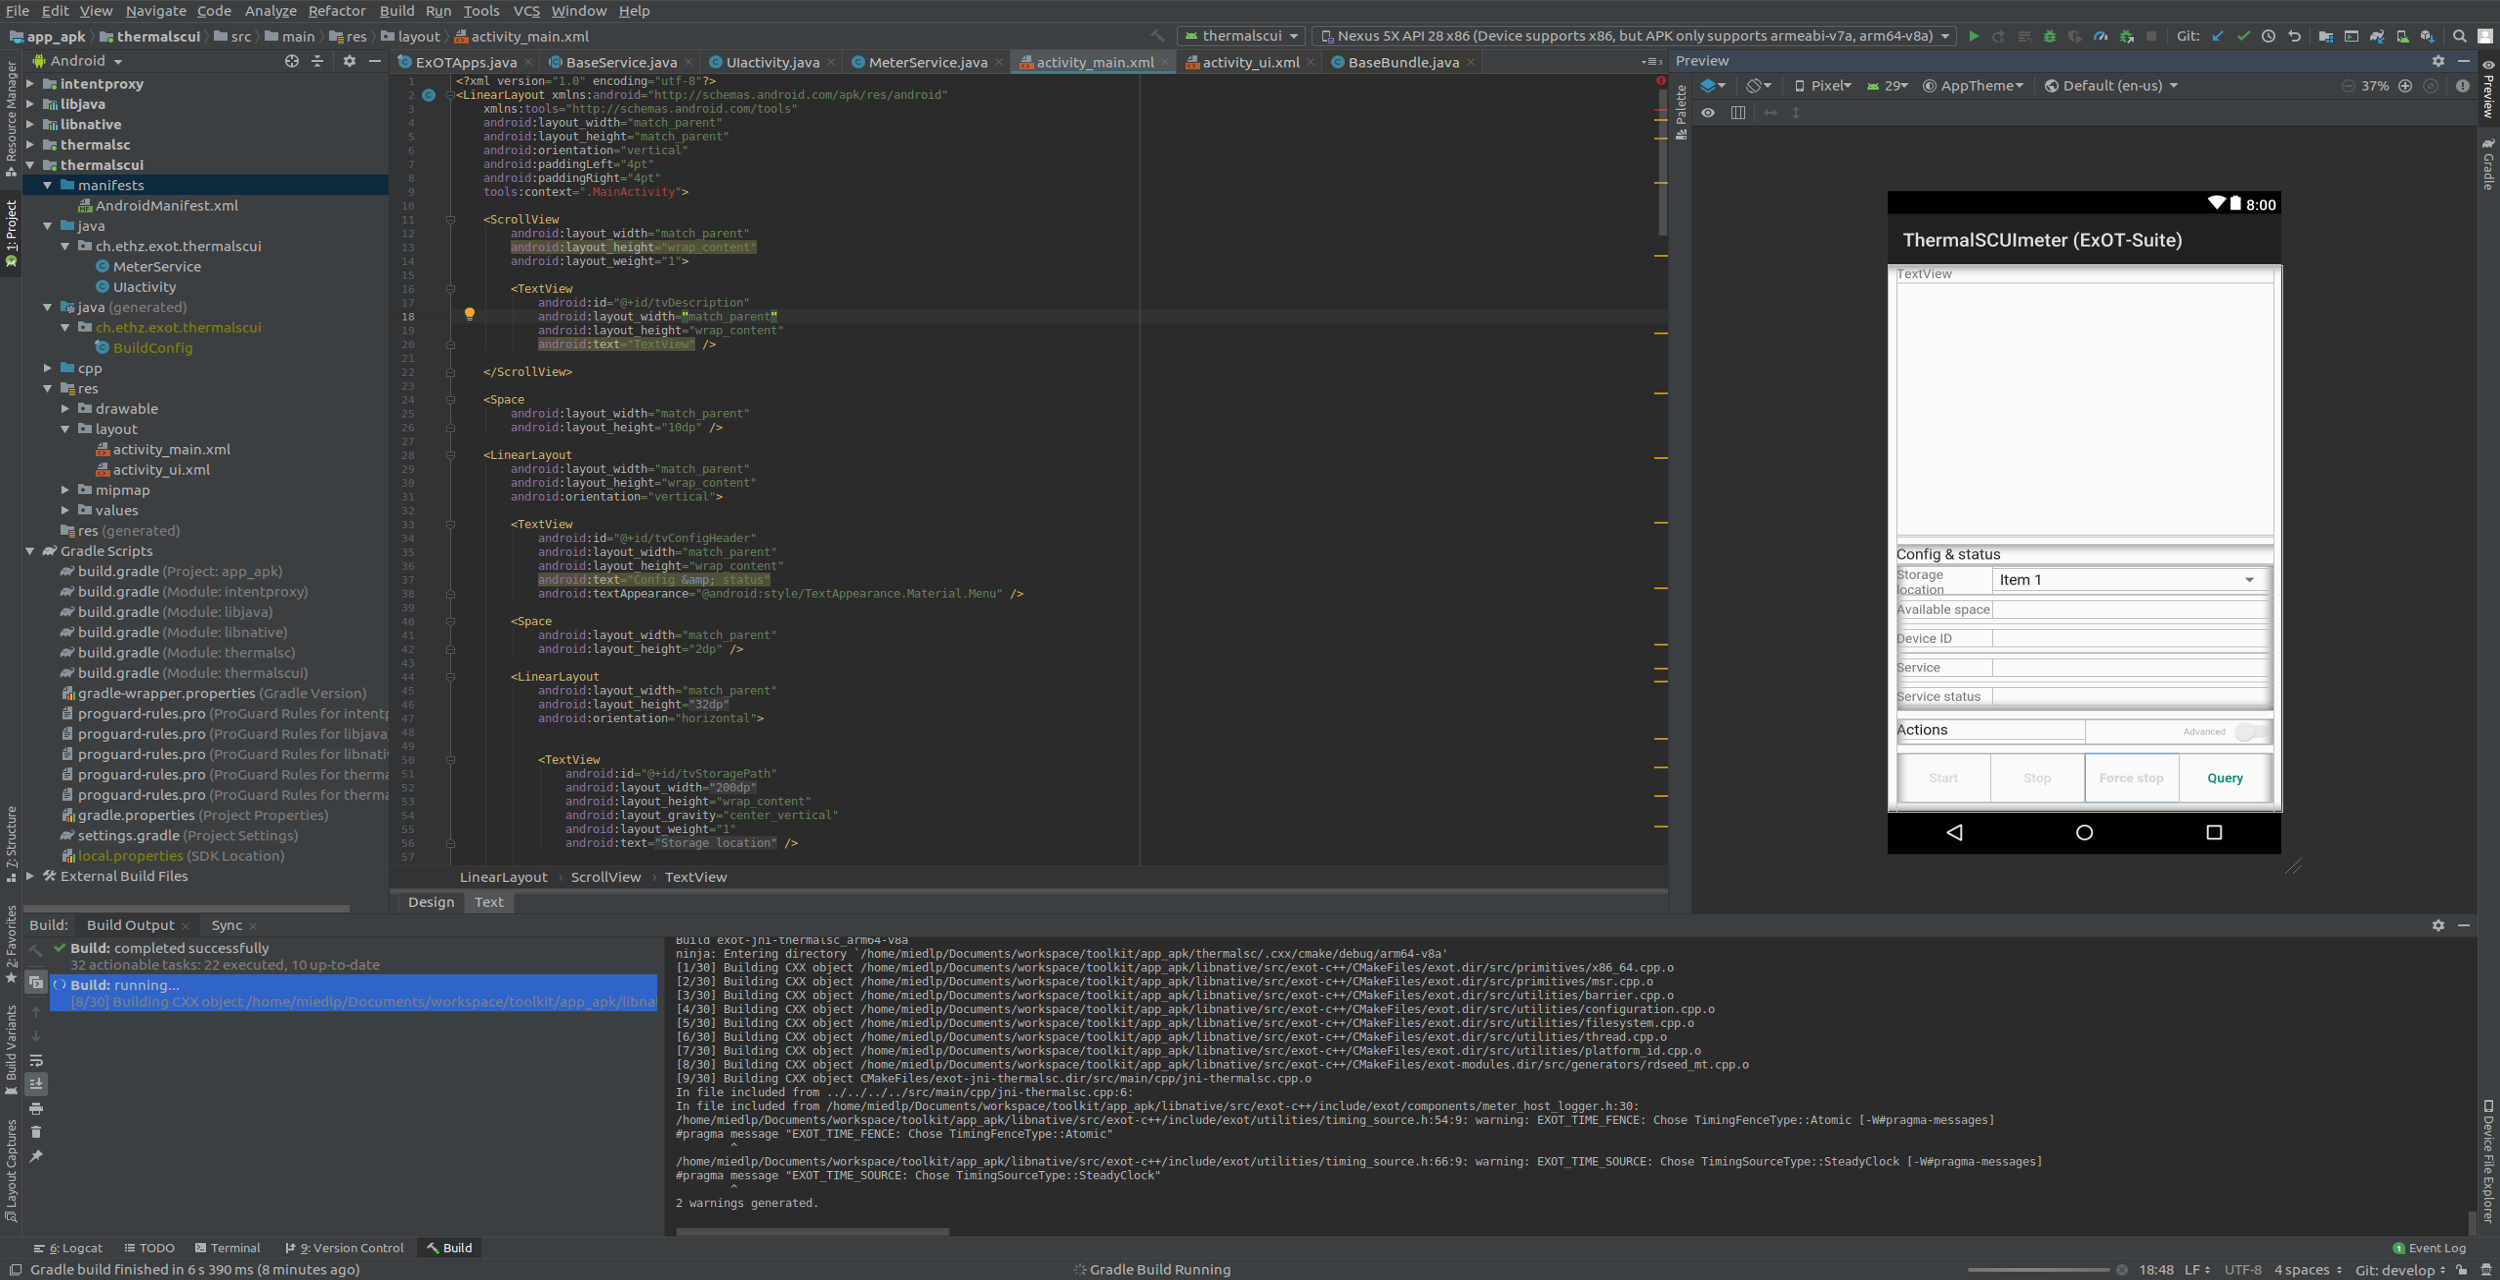 File Edit View Navigate Code Analyze Refactor Build Run Tools VCS Window Help
app_apk thermalscui src main res layout activity_main.xml
thermalscui Nexus 5X API 28 x86 (Device supports x86, but APK only supports armeabi-v7a, arm64-v8a) Git:
Android
ExOTApps.java BaseService.java UIactivity.java MeterService.java activity_main.xml activity_ui.xml BaseBundle.java
Resource Manager
1: Project
7: Structure
2: Favorites
Build Variants
Layout Captures
intentproxy
libjava
libnative
thermalsc
thermalscui
manifests
AndroidManifest.xml
java
ch.ethz.exot.thermalscui
MeterService
UIactivity
java (generated)
ch.ethz.exot.thermalscui
BuildConfig
cpp
res
drawable
layout
activity_main.xml
activity_ui.xml
mipmap
values
res (generated)
Gradle Scripts
build.gradle (Project: app_apk)
build.gradle (Module: intentproxy)
build.gradle (Module: libjava)
build.gradle (Module: libnative)
build.gradle (Module: thermalsc)
build.gradle (Module: thermalscui)
gradle-wrapper.properties (Gradle Version)
proguard-rules.pro (ProGuard Rules for intentp
proguard-rules.pro (ProGuard Rules for libjava
proguard-rules.pro (ProGuard Rules for libnati
proguard-rules.pro (ProGuard Rules for therma
proguard-rules.pro (ProGuard Rules for therma
gradle.properties (Project Properties)
settings.gradle (Project Settings)
local.properties (SDK Location)
External Build Files
1 <?xml version="1.0" encoding="utf-8"?>
2 <LinearLayout xmlns:android="http://schemas.android.com/apk/res/android"
3 xmlns:tools="http://schemas.android.com/tools"
4 android:layout_width="match_parent"
5 android:layout_height="match_parent"
6 android:orientation="vertical"
7 android:paddingLeft="4pt"
8 android:paddingRight="4pt"
9 tools:context=".MainActivity">
10
11 <ScrollView
12 android:layout_width="match_parent"
13 android:layout_height="wrap_content"
14 android:layout_weight="1">
15
16 <TextView
17 android:id="@+id/tvDescription"
18 android:layout_width="match_parent"
19 android:layout_height="wrap_content"
20 android:text="TextView" />
21
22 </ScrollView>
23
24 <Space
25 android:layout_width="match_parent"
26 android:layout_height="10dp" />
27
28 <LinearLayout
29 android:layout_width="match_parent"
30 android:layout_height="wrap_content"
31 android:orientation="vertical">
32
33 <TextView
34 android:id="@+id/tvConfigHeader"
35 android:layout_width="match_parent"
36 android:layout_height="wrap_content"
37 android:text="Config &amp; status"
38 android:textAppearance="@android:style/TextAppearance.Material.Menu" />
39
40 <Space
41 android:layout_width="match_parent"
42 android:layout_height="2dp" />
43
44 <LinearLayout
45 android:layout_width="match_parent"
46 android:layout_height="32dp"
47 android:orientation="horizontal">
48
49
50 <TextView
51 android:id="@+id/tvStoragePath"
52 android:layout_width="200dp"
53 android:layout_height="wrap_content"
54 android:layout_gravity="center_vertical"
55 android:layout_weight="1"
56 android:text="Storage location" />
57
LinearLayout ScrollView TextView
Design Text
Preview
Palette
Pixel 29 AppTheme Default (en-us) 37%
8:00
ThermalSCUImeter (ExOT-Suite)
TextView
Config & status
Storage location Item 1
Available space
Device ID
Service
Service status
Actions Advanced
Start Stop Force stop Query
Preview
Gradle
Device File Explorer
Build: Build Output Sync
Build: completed successfully
32 actionable tasks: 22 executed, 10 up-to-date
Build: running...
[8/30] Building CXX object /home/miedlp/Documents/workspace/toolkit/app_apk/libna
Build exot-jni-thermalsc_arm64-v8a
ninja: Entering directory `/home/miedlp/Documents/workspace/toolkit/app_apk/thermalsc/.cxx/cmake/debug/arm64-v8a'
[1/30] Building CXX object /home/miedlp/Documents/workspace/toolkit/app_apk/libnative/src/exot-c++/CMakeFiles/exot.dir/src/primitives/x86_64.cpp.o
[2/30] Building CXX object /home/miedlp/Documents/workspace/toolkit/app_apk/libnative/src/exot-c++/CMakeFiles/exot.dir/src/primitives/msr.cpp.o
[3/30] Building CXX object /home/miedlp/Documents/workspace/toolkit/app_apk/libnative/src/exot-c++/CMakeFiles/exot.dir/src/utilities/barrier.cpp.o
[4/30] Building CXX object /home/miedlp/Documents/workspace/toolkit/app_apk/libnative/src/exot-c++/CMakeFiles/exot.dir/src/utilities/configuration.cpp.o
[5/30] Building CXX object /home/miedlp/Documents/workspace/toolkit/app_apk/libnative/src/exot-c++/CMakeFiles/exot.dir/src/utilities/filesystem.cpp.o
[6/30] Building CXX object /home/miedlp/Documents/workspace/toolkit/app_apk/libnative/src/exot-c++/CMakeFiles/exot.dir/src/utilities/thread.cpp.o
[7/30] Building CXX object /home/miedlp/Documents/workspace/toolkit/app_apk/libnative/src/exot-c++/CMakeFiles/exot.dir/src/utilities/platform_id.cpp.o
[8/30] Building CXX object /home/miedlp/Documents/workspace/toolkit/app_apk/libnative/src/exot-c++/CMakeFiles/exot-modules.dir/src/generators/rdseed_mt.cpp.o
[9/30] Building CXX object CMakeFiles/exot-jni-thermalsc.dir/src/main/cpp/jni-thermalsc.cpp.o
In file included from ../../../../src/main/cpp/jni-thermalsc.cpp:6:
In file included from /home/miedlp/Documents/workspace/toolkit/app_apk/libnative/src/exot-c++/include/exot/components/meter_host_logger.h:30:
/home/miedlp/Documents/workspace/toolkit/app_apk/libnative/src/exot-c++/include/exot/utilities/timing_source.h:54:9: warning: EXOT_TIME_FENCE: Chose TimingFenceType::Atomic [-W#pragma-messages]
#pragma message "EXOT_TIME_FENCE: Chose TimingFenceType::Atomic"
^
/home/miedlp/Documents/workspace/toolkit/app_apk/libnative/src/exot-c++/include/exot/utilities/timing_source.h:66:9: warning: EXOT_TIME_SOURCE: Chose TimingSourceType::SteadyClock [-W#pragma-messages]
#pragma message "EXOT_TIME_SOURCE: Chose TimingSourceType::SteadyClock"
^
2 warnings generated.
6: Logcat TODO Terminal 9: Version Control Build 1 Event Log
Gradle build finished in 6 s 390 ms (8 minutes ago) Gradle Build Running 18:48 LF UTF-8 4 spaces Git: develop